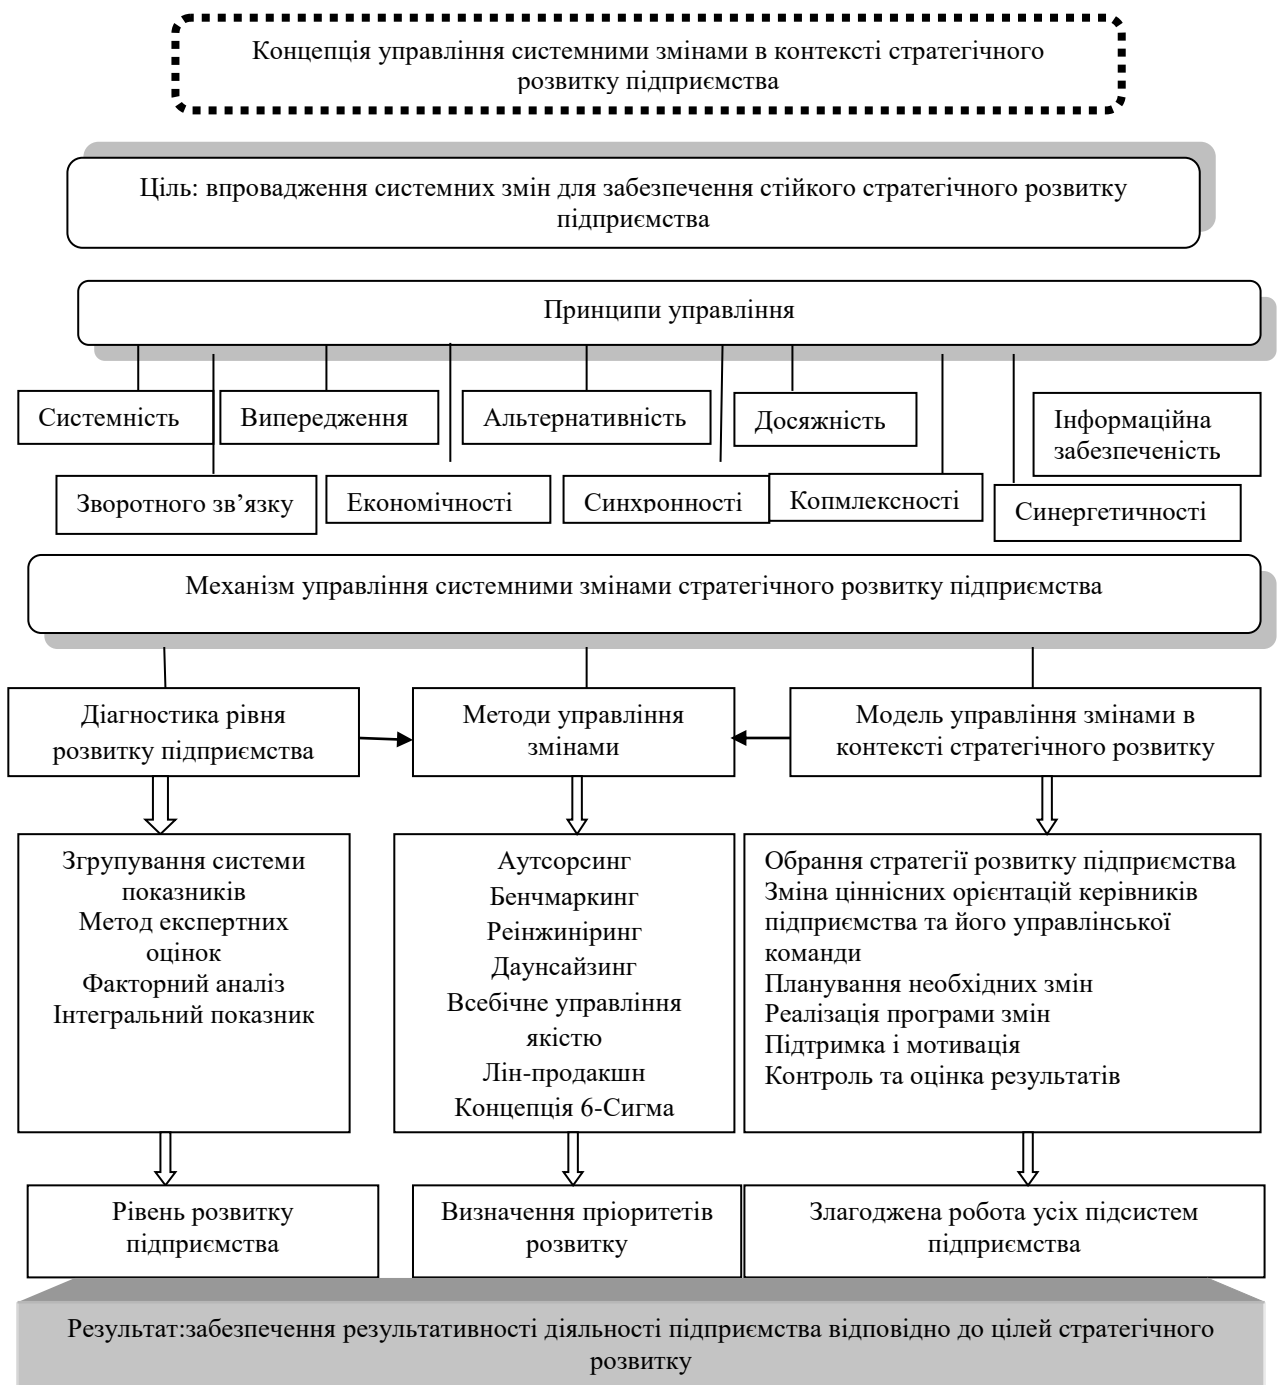 Концепція управління системними змінами в контексті стратегічного
розвитку підприємства
Ціль: впровадження системних змін для забезпечення стійкого стратегічного розвитку
підприємства
Принципи управління
Системність
Випередження
Альтернативність
Досяжність
Інформаційна
забезпеченість
Зворотного зв’язку
Економічності
Синхронності
Копмлексності
Синергетичності
Механізм управління системними змінами стратегічного розвитку підприємства
Діагностика рівня
розвитку підприємства
Методи управління
змінами
Модель управління змінами в
контексті стратегічного розвитку
Згрупування системи
показників
Метод експертних
оцінок
Факторний аналіз
Інтегральний показник
Аутсорсинг
Бенчмаркинг
Реінжиніринг
Даунсайзинг
Всебічне управління
якістю
Лін-продакшн
Концепція 6-Сигма
Обрання стратегії розвитку підприємства
Зміна ціннісних орієнтацій керівників
підприємства та його управлінської
команди
Планування необхідних змін
Реалізація програми змін
Підтримка і мотивація
Контроль та оцінка результатів
Рівень розвитку
підприємства
Визначення пріоритетів
розвитку
Злагоджена робота усіх підсистем
підприємства
Результат:забезпечення результативності діяльності підприємства відповідно до цілей стратегічного
розвитку